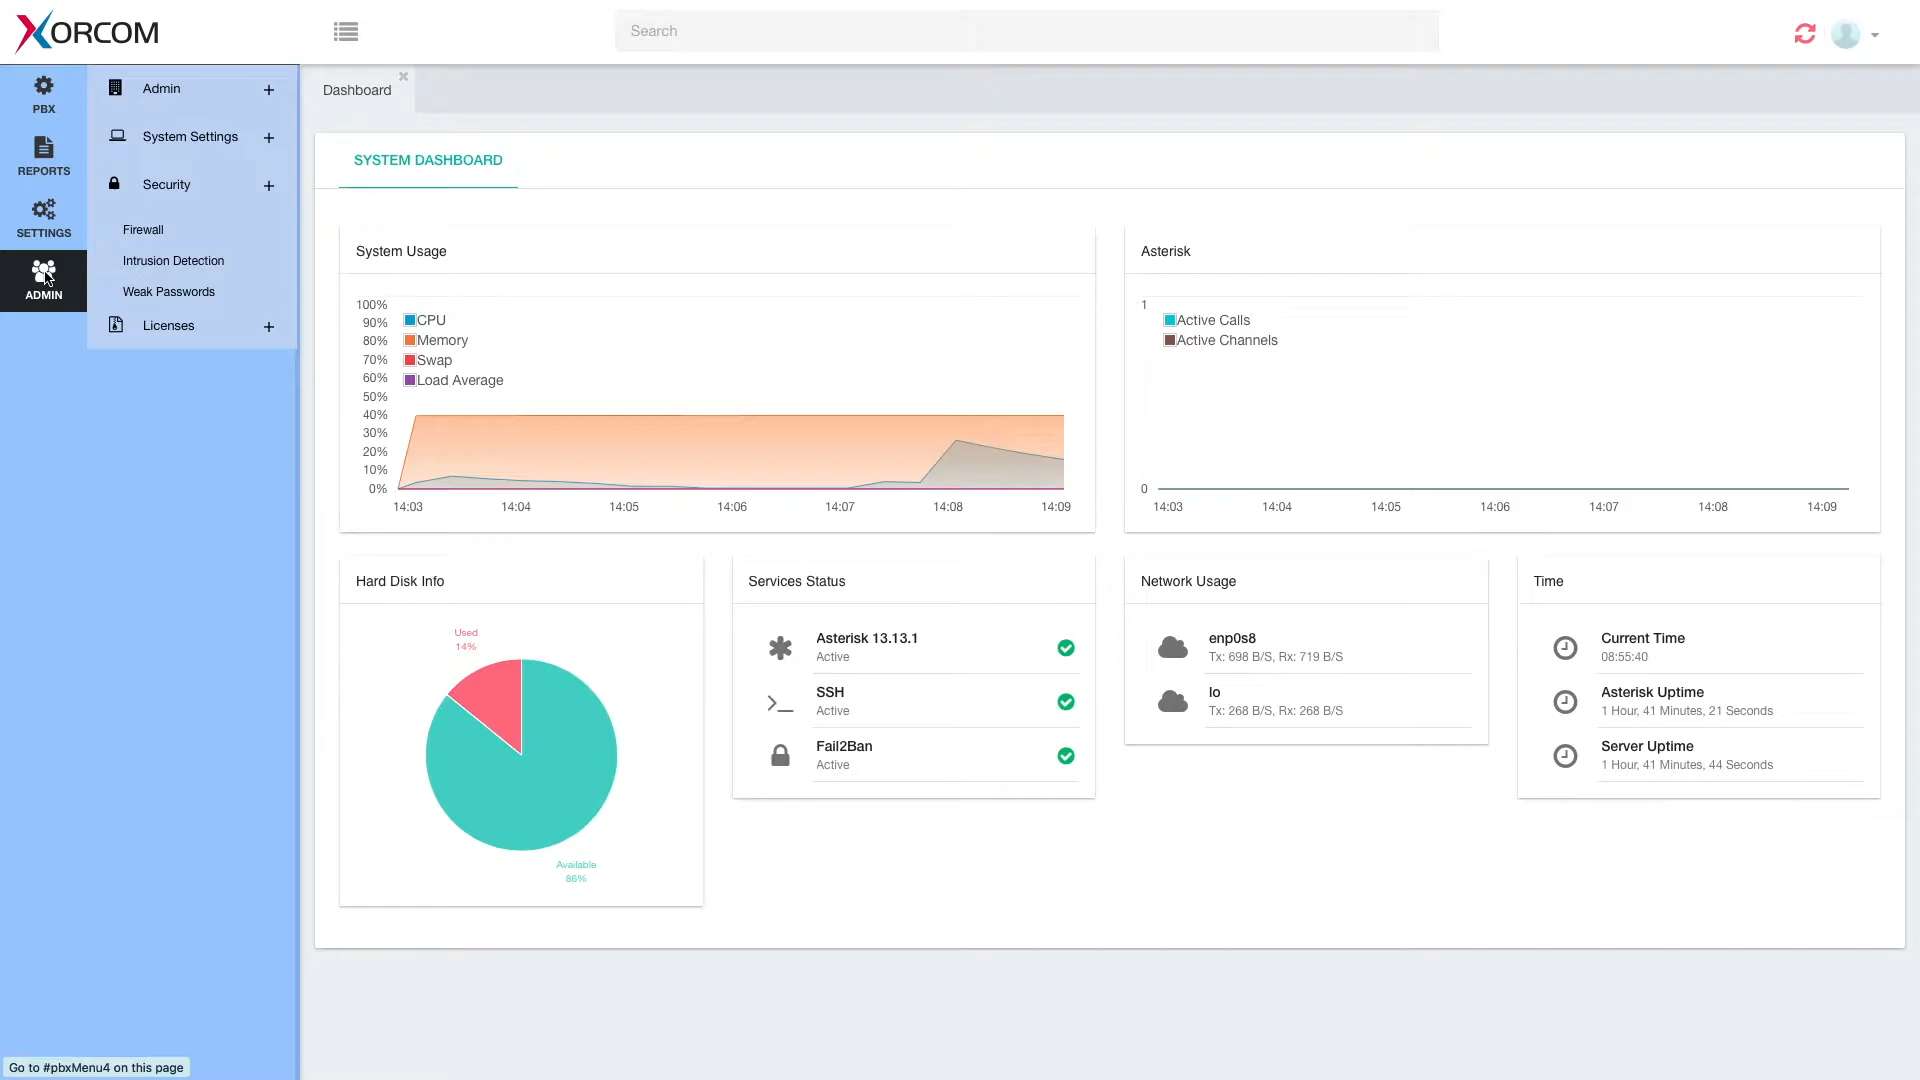 XORCOM
Search
PBX
REPORTS
SETTINGS
ADMIN
Admin +
System Settings +
Security +
Firewall
Intrusion Detection
Weak Passwords
Licenses +
Dashboard
SYSTEM DASHBOARD
System Usage
100%
90%
80%
70%
60%
50%
40%
30%
20%
10%
0%
CPU
Memory
Swap
Load Average
14:03 14:04 14:05 14:06 14:07 14:08 14:09
Asterisk
1
0
Active Calls
Active Channels
14:03 14:04 14:05 14:06 14:07 14:08 14:09
Hard Disk Info
Used
14%
Available
86%
Services Status
Asterisk 13.13.1
Active
SSH
Active
Fail2Ban
Active
Network Usage
enp0s8
Tx: 698 B/S, Rx: 719 B/S
lo
Tx: 268 B/S, Rx: 268 B/S
Time
Current Time
08:55:40
Asterisk Uptime
1 Hour, 41 Minutes, 21 Seconds
Server Uptime
1 Hour, 41 Minutes, 44 Seconds
Go to #pbxMenu4 on this page